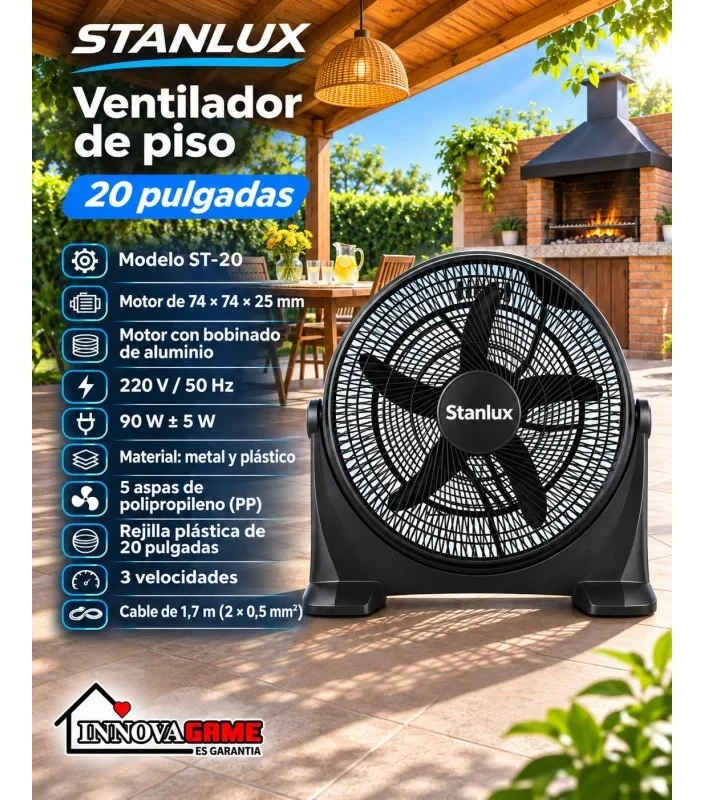 STANLUX
Ventilador
de piso
20 pulgadas
Modelo ST-20
Motor de 74 × 74 × 25 mm
Motor con bobinado
de aluminio
220 V / 50 Hz
90 W ± 5 W
Material: metal y plástico
5 aspas de
polipropileno (PP)
Rejilla plástica de
20 pulgadas
3 velocidades
Cable de 1,7 m (2 × 0,5 mm²)
Stanlux
INNOVAGAME
ES GARANTIA